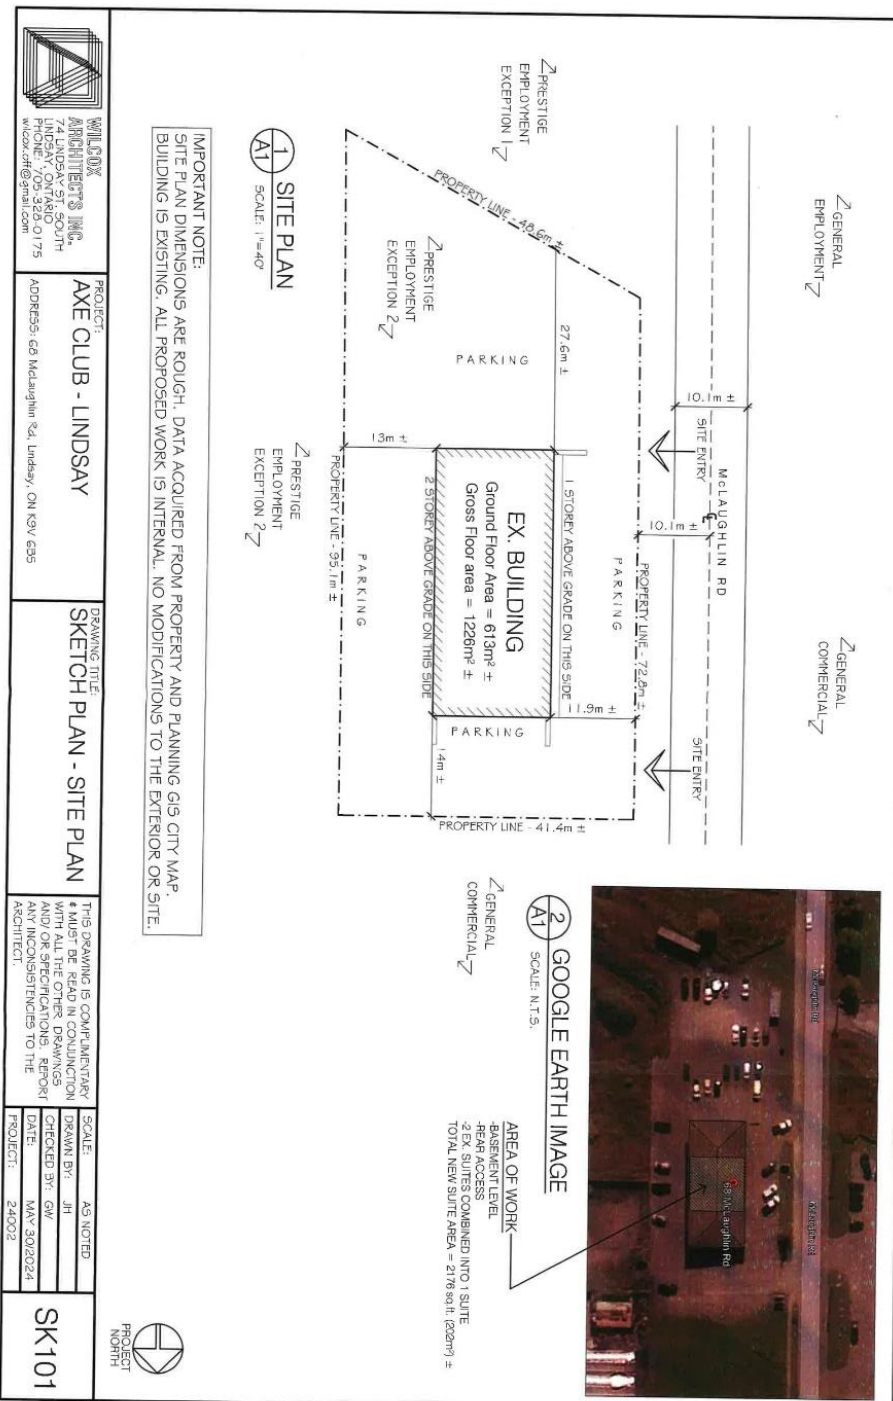 GENERAL
EMPLOYMENT
PRESTIGE
EMPLOYMENT
EXCEPTION 1
McLAUGHLIN RD
10.1m ±
SITE ENTRY
10.1m ±
GENERAL
COMMERCIAL
SITE ENTRY
PROPERTY LINE - 48.6m ±
PROPERTY LINE - 72.8m ±
PARKING
27.6m ±
11.9m ±
PRESTIGE
EMPLOYMENT
EXCEPTION 2
PARKING
1 STOREY ABOVE GRADE ON THIS SIDE
EX. BUILDING
Ground Floor Area = 613m² ±
Gross Floor area = 1226m² ±
2 STOREY ABOVE GRADE ON THIS SIDE
PARKING
14m ±
PROPERTY LINE - 41.4m ±
13m ±
PARKING
PROPERTY LINE - 95.1m ±
PRESTIGE
EMPLOYMENT
EXCEPTION 2
GENERAL
COMMERCIAL
1
A1
SITE PLAN
SCALE: 1"=40'
68 McLaughlin Rd
2
A1
GOOGLE EARTH IMAGE
SCALE: N.T.S.
AREA OF WORK
-BASEMENT LEVEL
-REAR ACCESS
-2 EX. SUITES COMBINED INTO 1 SUITE
TOTAL NEW SUITE AREA = 2176 sq.ft. (202m²) ±
IMPORTANT NOTE:
SITE PLAN DIMENSIONS ARE ROUGH. DATA ACQUIRED FROM PROPERTY AND PLANNING GIS CITY MAP.
BUILDING IS EXISTING. ALL PROPOSED WORK IS INTERNAL. NO MODIFICATIONS TO THE EXTERIOR OR SITE.
PROJECT
NORTH
WILCOX
ARCHITECTS INC.
74 LINDSAY ST. SOUTH
LINDSAY, ONTARIO
PHONE: 705-328-0175
wilcox.off@gmail.com
PROJECT:
AXE CLUB - LINDSAY
ADDRESS: 68 McLaughlin Rd, Lindsay, ON K9V 6B5
DRAWING TITLE:
SKETCH PLAN - SITE PLAN
THIS DRAWING IS COMPLIMENTARY
& MUST BE READ IN CONJUNCTION
WITH ALL THE OTHER DRAWINGS
AND/ OR SPECIFICATIONS. REPORT
ANY INCONSISTENCIES TO THE
ARCHITECT.
SCALE: AS NOTED
DRAWN BY: JH
CHECKED BY: GW
DATE: MAY 30/2024
PROJECT: 24002
SK101